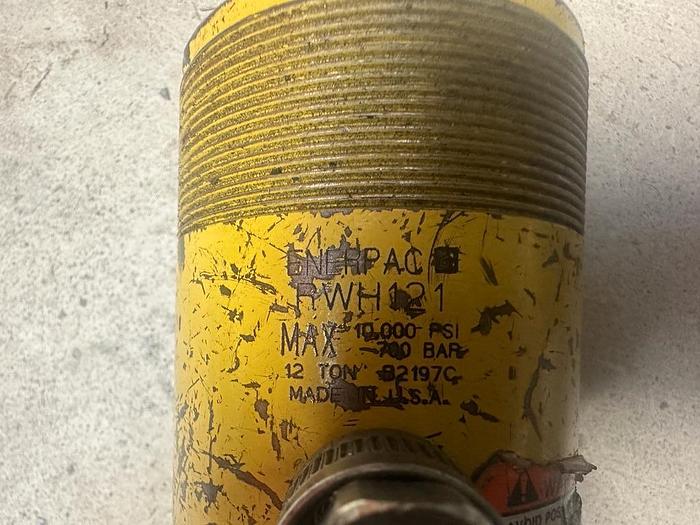 ENERPAC
RWH121
MAX 10,000 PSI
700 BAR
12 TON B2197C
MADE IN U.S.A.